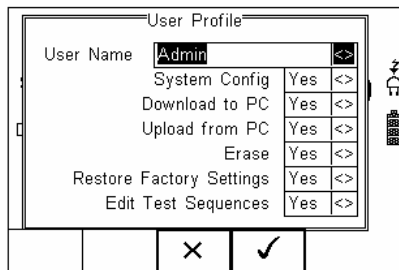 User Profile
User Name Admin <>
System Config Yes <>
Download to PC Yes <>
Upload from PC Yes <>
Erase Yes <>
Restore Factory Settings Yes <>
Edit Test Sequences Yes <>